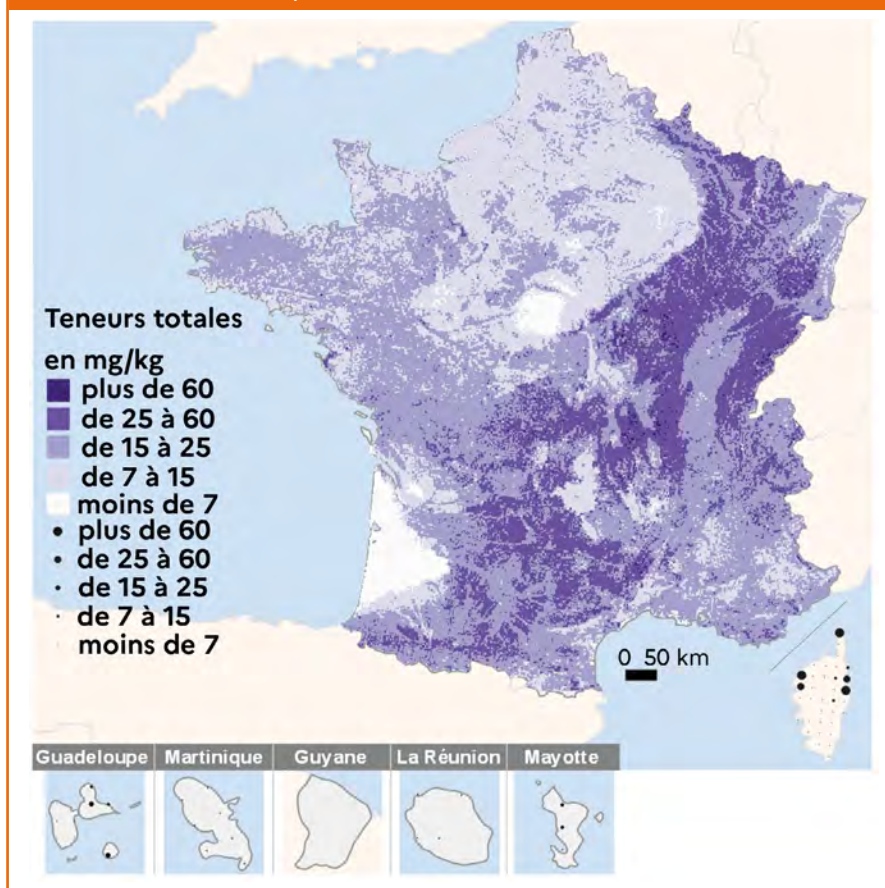 Teneurs totales
en mg/kg
plus de 60
de 25 à 60
de 15 à 25
de 7 à 15
moins de 7
plus de 60
de 25 à 60
de 15 à 25
de 7 à 15
moins de 7
0 50 km
Guadeloupe Martinique Guyane La Réunion Mayotte